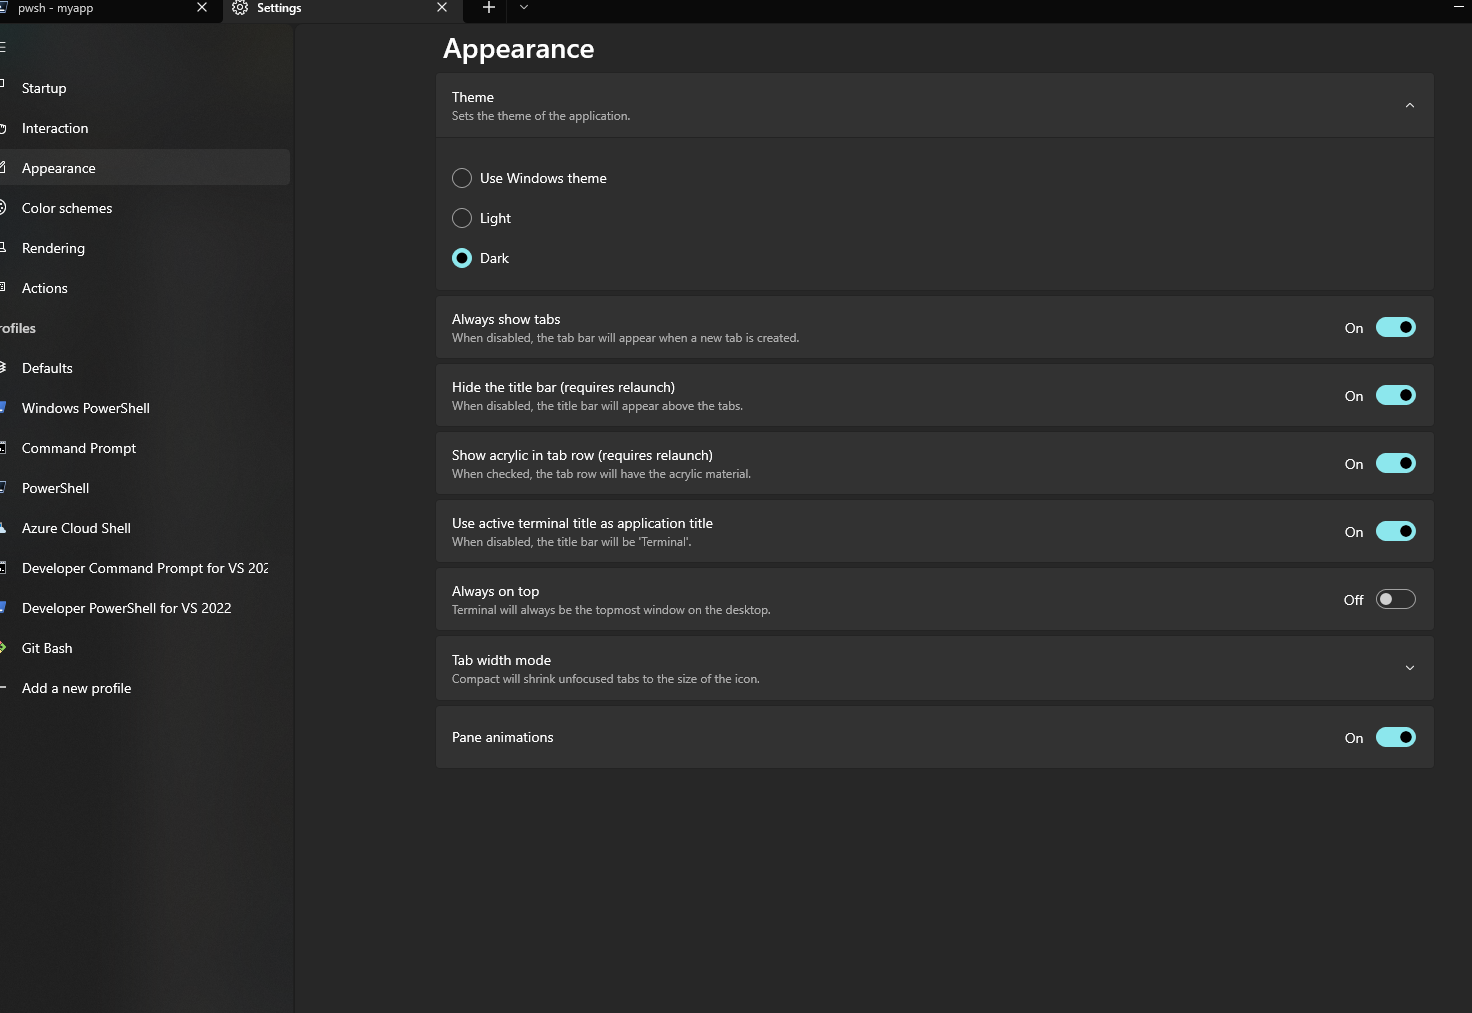 pwsh - myapp
Settings
Startup
Interaction
Appearance
Color schemes
Rendering
Actions
rofiles
Defaults
Windows PowerShell
Command Prompt
PowerShell
Azure Cloud Shell
Developer Command Prompt for VS 202
Developer PowerShell for VS 2022
Git Bash
Add a new profile
Appearance
Theme
Sets the theme of the application.
Use Windows theme
Light
Dark
Always show tabs
When disabled, the tab bar will appear when a new tab is created.
On
Hide the title bar (requires relaunch)
When disabled, the title bar will appear above the tabs.
On
Show acrylic in tab row (requires relaunch)
When checked, the tab row will have the acrylic material.
On
Use active terminal title as application title
When disabled, the title bar will be 'Terminal'.
On
Always on top
Terminal will always be the topmost window on the desktop.
Off
Tab width mode
Compact will shrink unfocused tabs to the size of the icon.
Pane animations
On